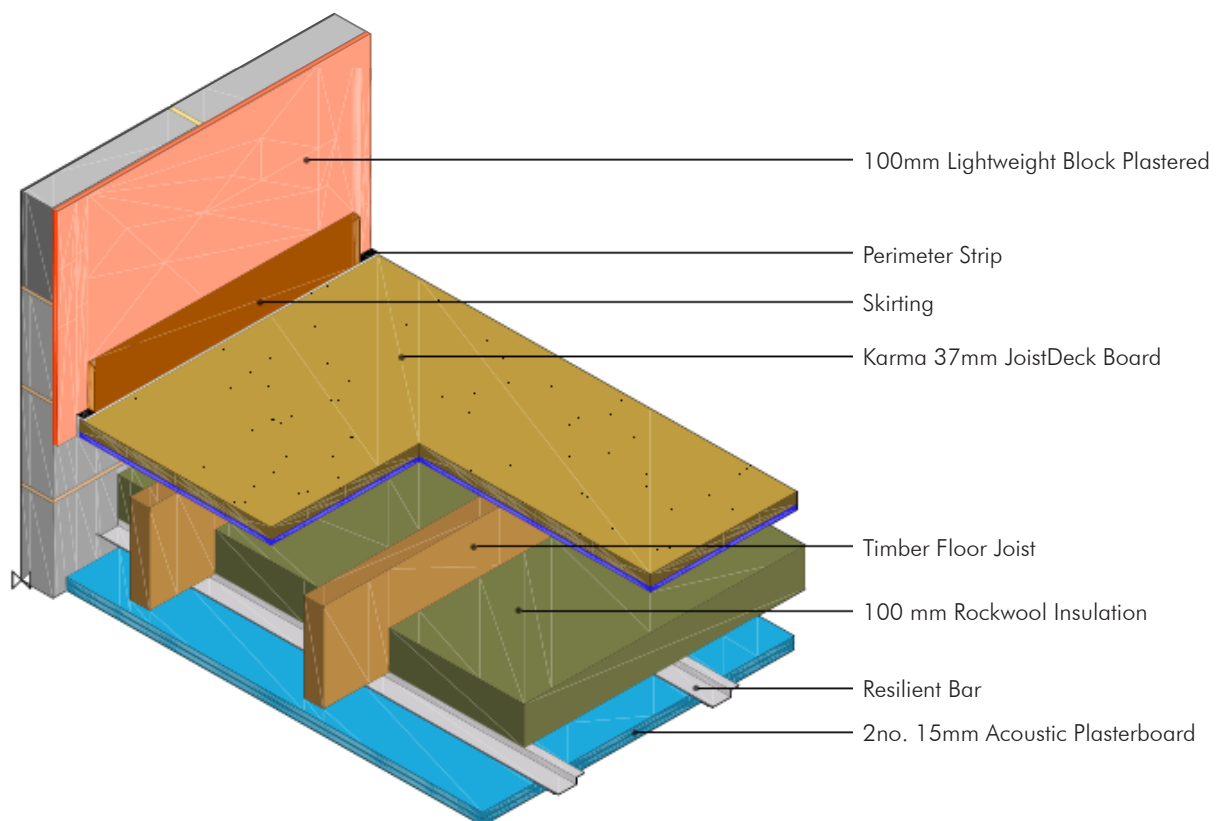 100mm Lightweight Block Plastered
Perimeter Strip
Skirting
Karma 37mm JoistDeck Board
Timber Floor Joist
100 mm Rockwool Insulation
Resilient Bar
2no. 15mm Acoustic Plasterboard